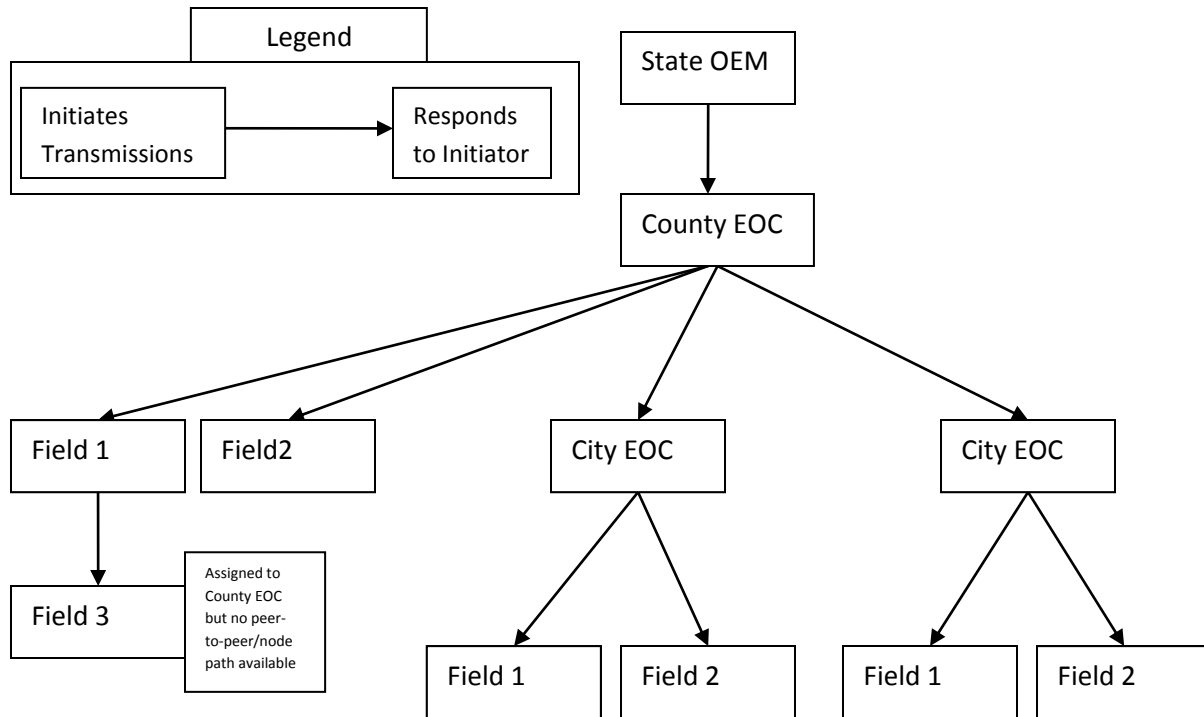 Legend
Initiates
Transmissions
Responds
to Initiator
State OEM
County EOC
Field 1
Field2
City EOC
City EOC
Field 3
Assigned to
County EOC
but no peer-
to-peer/node
path available
Field 1
Field 2
Field 1
Field 2